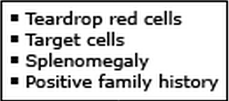 ▪ Teardrop red cells
▪ Target cells
▪ Splenomegaly
▪ Positive family history